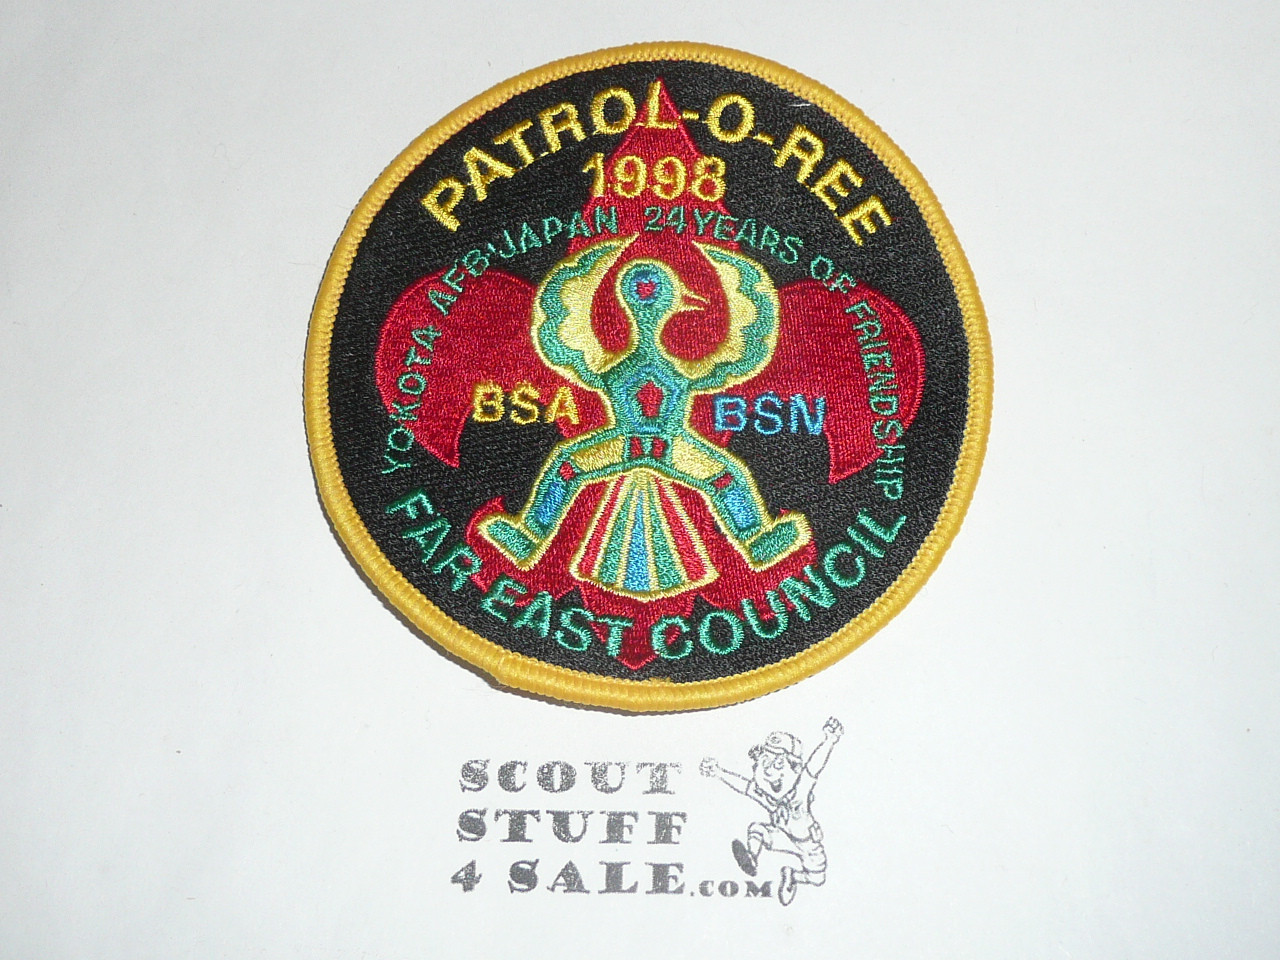 PATROL-O-REE
1998
YOKOTA AFB·JAPAN 24 YEARS OF FRIENDSHIP
BSA BSN
FAR EAST COUNCIL
SCOUT
STUFF
4 SALE.COM